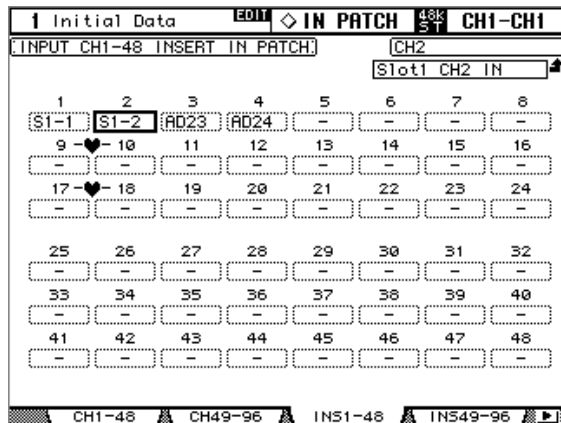 1 Initial Data EDIT ◇ IN PATCH 48K ST CH1-CH1
INPUT CH1-48 INSERT IN PATCH CH2
Slot1 CH2 IN
1 2 3 4 5 6 7 8
S1-1 S1-2 AD23 AD24 - - - -
9 -♥- 10 11 12 13 14 15 16
- - - - - - - -
17 -♥- 18 19 20 21 22 23 24
- - - - - - - -
25 26 27 28 29 30 31 32
- - - - - - - -
33 34 35 36 37 38 39 40
- - - - - - - -
41 42 43 44 45 46 47 48
- - - - - - - -
CH1-48 CH49-96 INS1-48 INS49-96